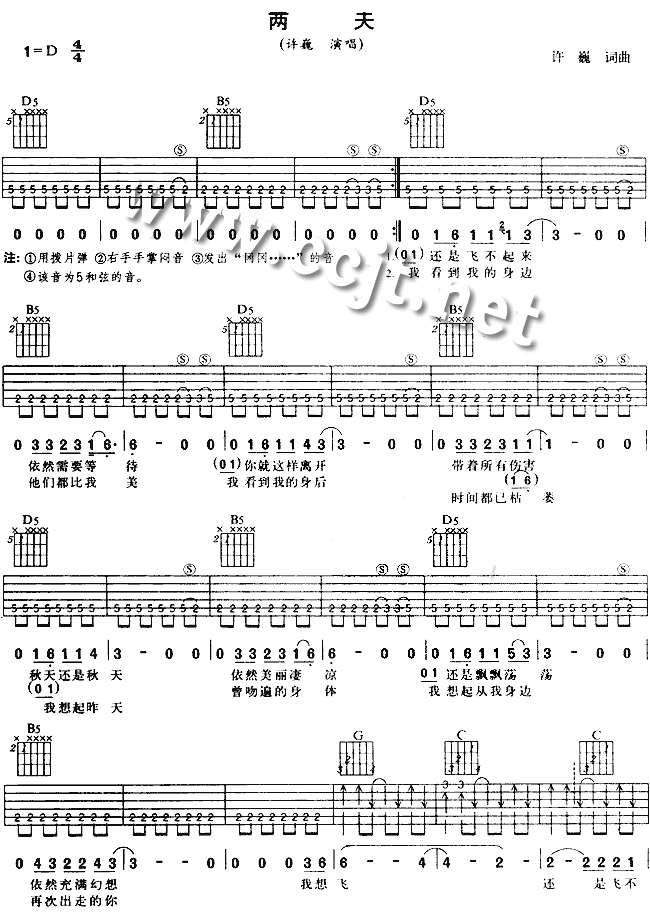 两 夫
(许巍 演唱)
1=D 4/4
许 巍 词曲
D5 B5 D5
0 0 0 0 | 0 0 0 0 | 0 0 0 0 | 0 0 0 0 :|: 0 1 6 1 1 1 3 | 3 - 0 0
注: ①用拨片弹 ②右手手掌闷音 ③发出“冈冈……”的音
④该音为5和弦的音。
1.(0 1) 还是飞不起来
2. 我看到我的身边
www.ccjt.net
B5 D5 B5
0 3 3 2 3 1 6· | 6 - 0 0 | 0 1 6 1 1 4 3 | 3 - 0 0 | 0 3 3 2 3 1 1 | 1 - 0 0
依然需要等 待 (0 1) 你就这样离开 带着所有伤害
他们都比我 美 我看到我的身后 (1 6)
时间都已枯 萎
D5 B5 D5
0 1 6 1 1 4 | 3 - 0 0 | 0 3 3 2 3 1 6 | 6 - 0 0 | 0 1 6 1 1 5 3 | 3 - 0 0
秋天还是秋 天 依然美丽凄 凉 0 1 还是飘飘荡 荡
(0 1) 曾吻遍的身 体 我想起从我身边
我想起昨 天
B5 G C C
0 4 3 2 2 4 3 | 3 - 0 0 | 0 0 0 3 6 | 6 - - 4 | 4 - 2 - | 2 - 2 2 2 1
依然充满幻想 我想 飞 还 是飞不
再次出走的你